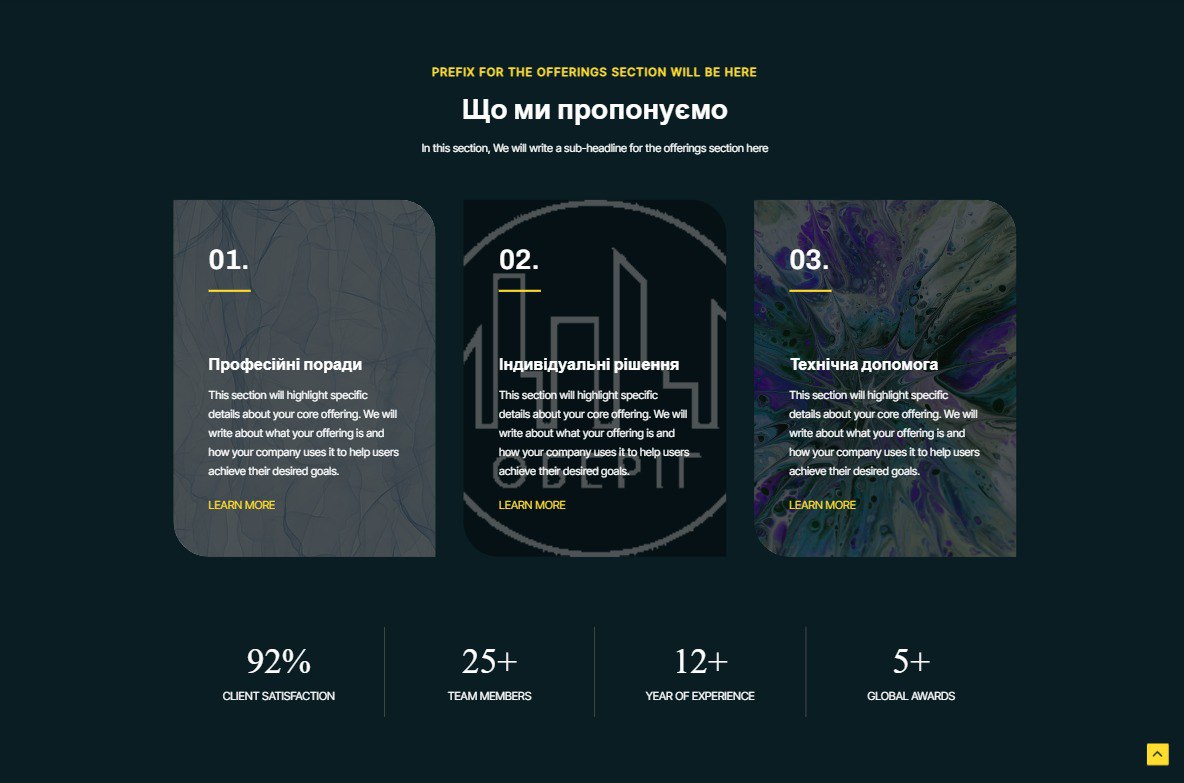 PREFIX FOR THE OFFERINGS SECTION WILL BE HERE
Що ми пропонуємо
In this section, We will write a sub-headline for the offerings section here
01.
Професійні поради
This section will highlight specific
details about your core offering. We will
write about what your offering is and
how your company uses it to help users
achieve their desired goals.
LEARN MORE
02.
Індивідуальні рішення
This section will highlight specific
details about your core offering. We will
write about what your offering is and
how your company uses it to help users
achieve their desired goals.
LEARN MORE
ОБЕРІГ
03.
Технічна допомога
This section will highlight specific
details about your core offering. We will
write about what your offering is and
how your company uses it to help users
achieve their desired goals.
LEARN MORE
92%
CLIENT SATISFACTION
25+
TEAM MEMBERS
12+
YEAR OF EXPERIENCE
5+
GLOBAL AWARDS